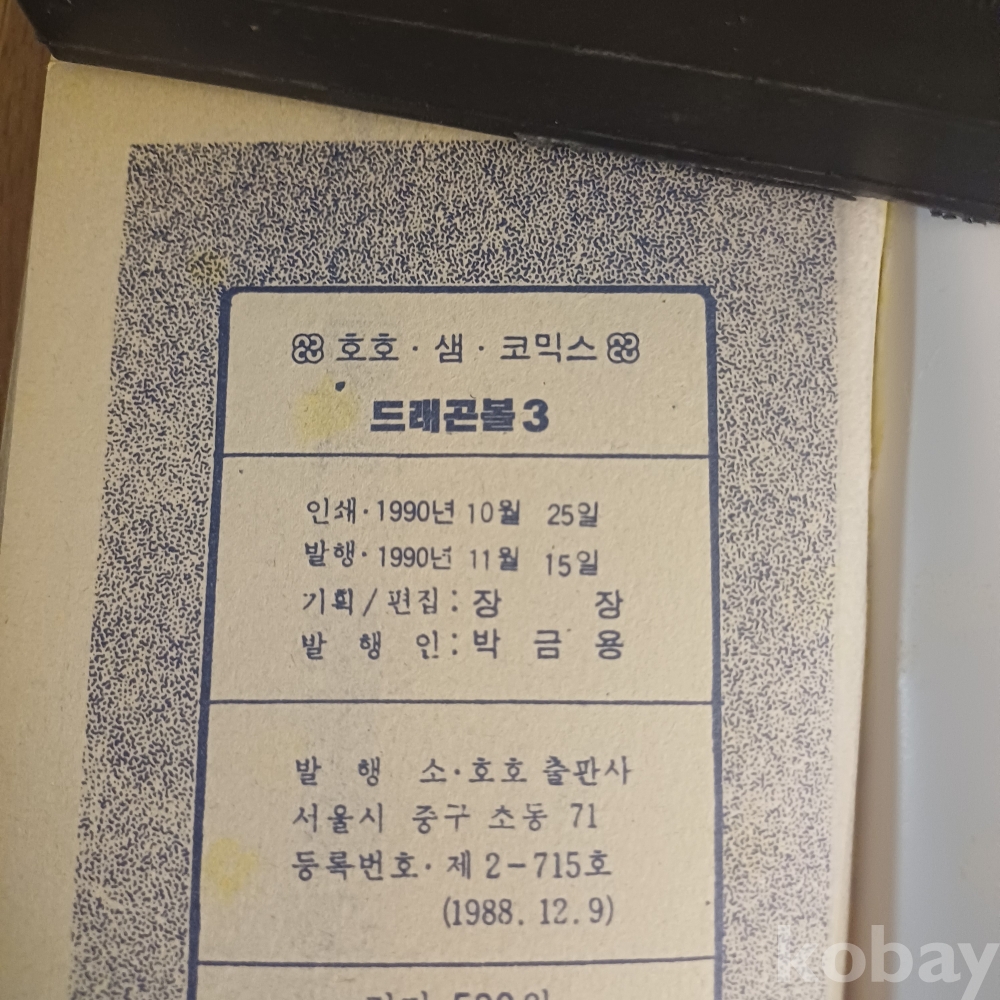 호호 · 샘 · 코믹스
드래곤볼 3
인쇄 · 1990년 10월 25일
발행 · 1990년 11월 15일
기획 / 편집 : 장 장
발 행 인 : 박 금 용
발 행 소 · 호호 출판사
서울시 중구 초동 71
등록번호 · 제 2-715호
(1988. 12. 9)
500원
kobay